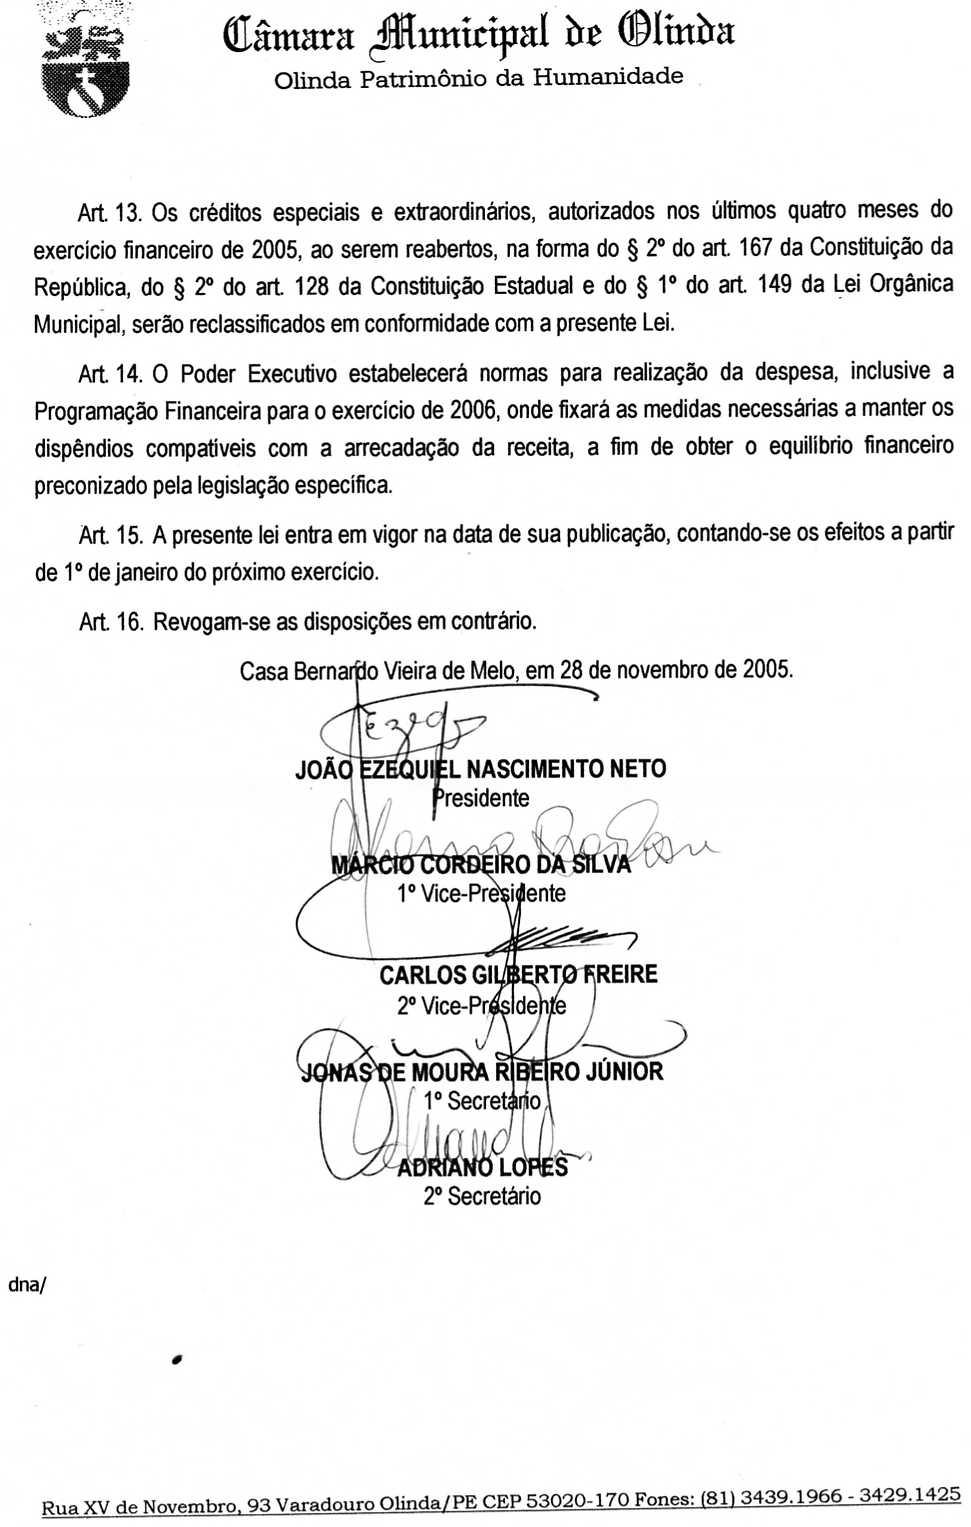 Câmara Municipal de Olinda
Olinda Patrimônio da Humanidade
Art. 13. Os créditos especiais e extraordinários, autorizados nos últimos quatro meses do
exercício financeiro de 2005, ao serem reabertos, na forma do § 2º do art. 167 da Constituição da
República, do § 2º do art. 128 da Constituição Estadual e do § 1º do art. 149 da Lei Orgânica
Municipal, serão reclassificados em conformidade com a presente Lei.
Art. 14. O Poder Executivo estabelecerá normas para realização da despesa, inclusive a
Programação Financeira para o exercício de 2006, onde fixará as medidas necessárias a manter os
dispêndios compatíveis com a arrecadação da receita, a fim de obter o equilíbrio financeiro
preconizado pela legislação específica.
Art. 15. A presente lei entra em vigor na data de sua publicação, contando-se os efeitos a partir
de 1º de janeiro do próximo exercício.
Art. 16. Revogam-se as disposições em contrário.
Casa Bernardo Vieira de Melo, em 28 de novembro de 2005.
JOÃO EZEQUIEL NASCIMENTO NETO
Presidente
MÁRCIO CORDEIRO DA SILVA
1º Vice-Presidente
CARLOS GILBERTO FREIRE
2º Vice-Presidente
JONAS DE MOURA RIBEIRO JÚNIOR
1º Secretário
ADRIANO LOPES
2º Secretário
dna/
Rua XV de Novembro, 93 Varadouro Olinda/PE CEP 53020-170 Fones: (81) 3439.1966 - 3429.1425